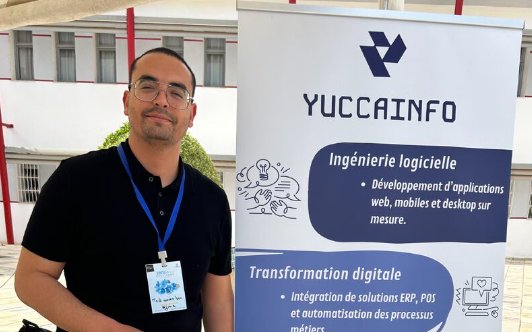 YUCCAINFO
Ingénierie logicielle
• Développement d'applications
web, mobiles et desktop sur
mesure.
Transformation digitale
• Intégration de solutions ERP, POS
et automatisation des processus
métiers